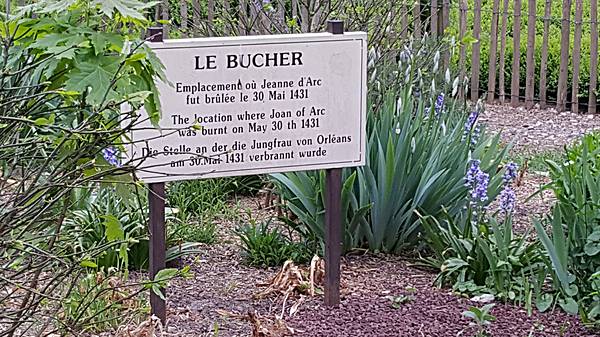 LE BUCHER
Emplacement où Jeanne d'Arc
fut brûlée le 30 Mai 1431
The location where Joan of Arc
was burnt on May 30 th 1431
Die Stelle an der die Jungfrau von Orléans
am 30.Mai 1431 verbrannt wurde